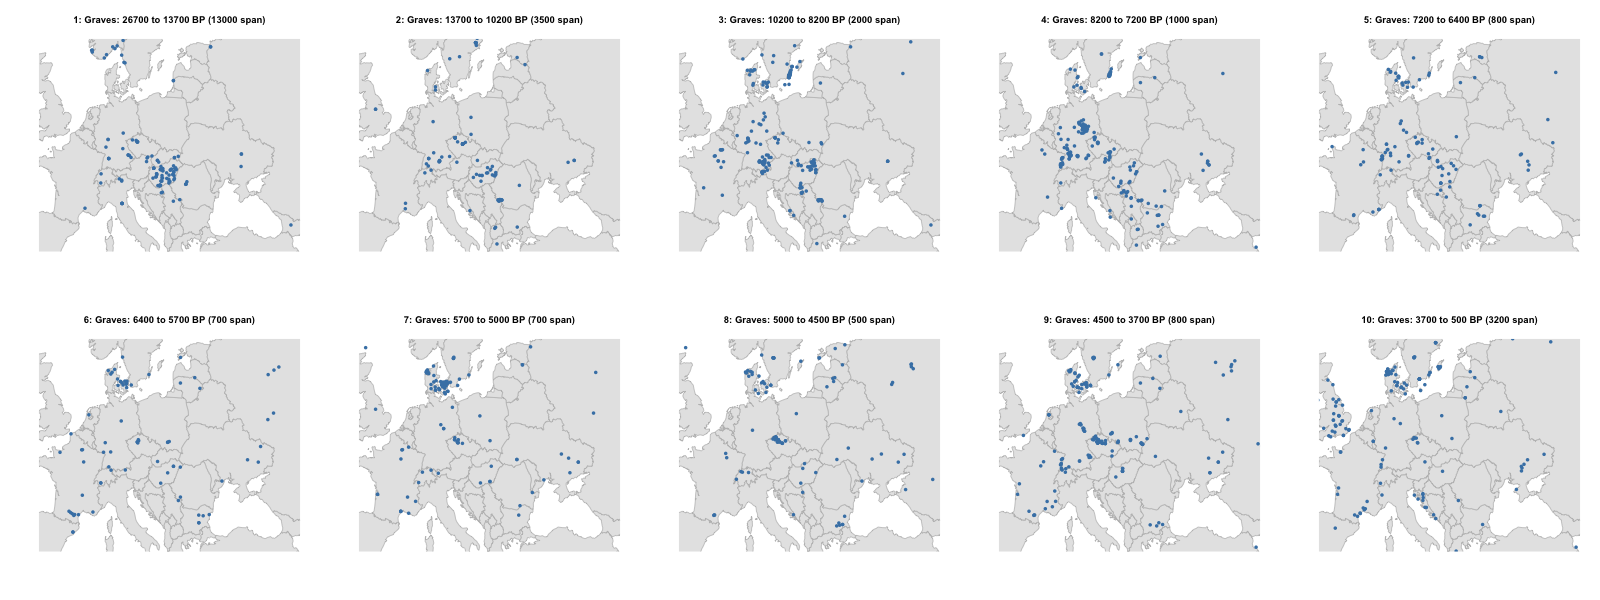 1: Graves: 26700 to 13700 BP (13000 span)
2: Graves: 13700 to 10200 BP (3500 span)
3: Graves: 10200 to 8200 BP (2000 span)
4: Graves: 8200 to 7200 BP (1000 span)
5: Graves: 7200 to 6400 BP (800 span)
6: Graves: 6400 to 5700 BP (700 span)
7: Graves: 5700 to 5000 BP (700 span)
8: Graves: 5000 to 4500 BP (500 span)
9: Graves: 4500 to 3700 BP (800 span)
10: Graves: 3700 to 500 BP (3200 span)